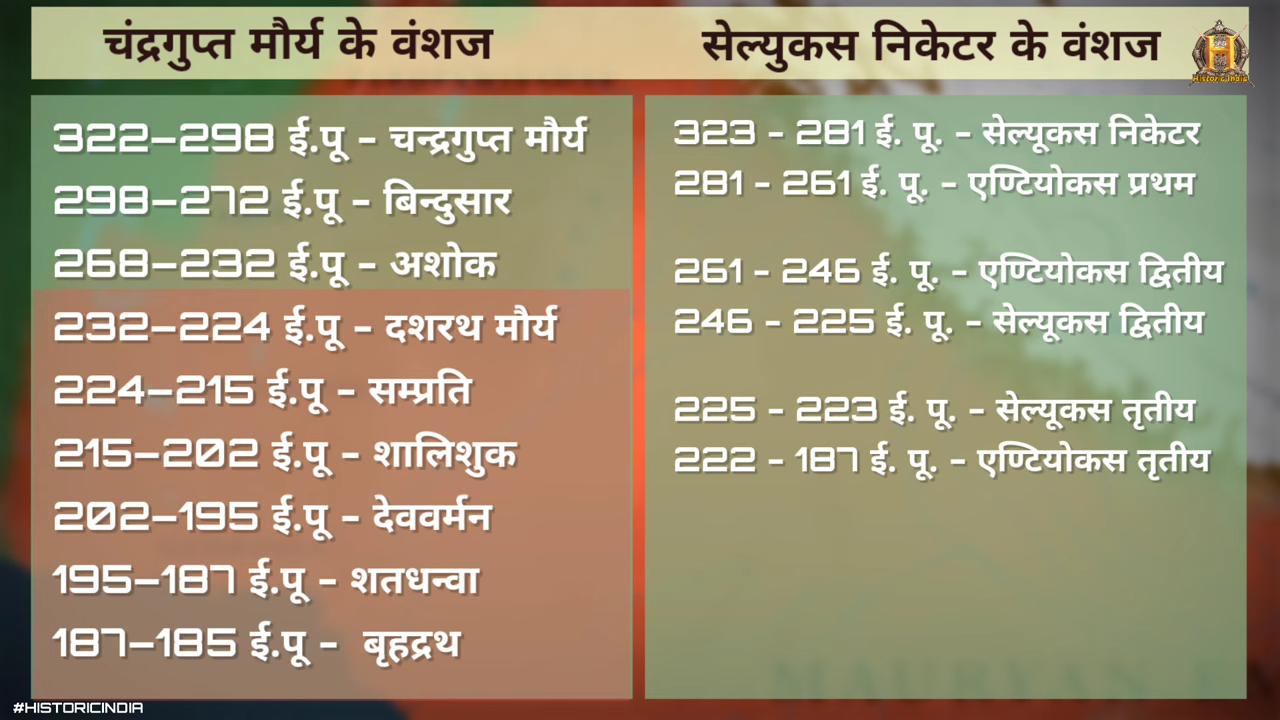 चंद्रगुप्त मौर्य के वंशज
सेल्युकस निकेटर के वंशज
Historic India
322–298 ई.पू – चन्द्रगुप्त मौर्य
298–272 ई.पू – बिन्दुसार
268–232 ई.पू – अशोक
232–224 ई.पू – दशरथ मौर्य
224–215 ई.पू – सम्प्रति
215–202 ई.पू – शालिशुक
202–195 ई.पू – देववर्मन
195–187 ई.पू – शतधन्वा
187–185 ई.पू – बृहद्रथ
323 - 281 ई. पू. – सेल्यूकस निकेटर
281 - 261 ई. पू. – एण्टियोकस प्रथम
261 - 246 ई. पू. – एण्टियोकस द्वितीय
246 - 225 ई. पू. – सेल्यूकस द्वितीय
225 - 223 ई. पू. – सेल्यूकस तृतीय
222 - 187 ई. पू. – एण्टियोकस तृतीय
MAURYAN E
#HISTORICINDIA